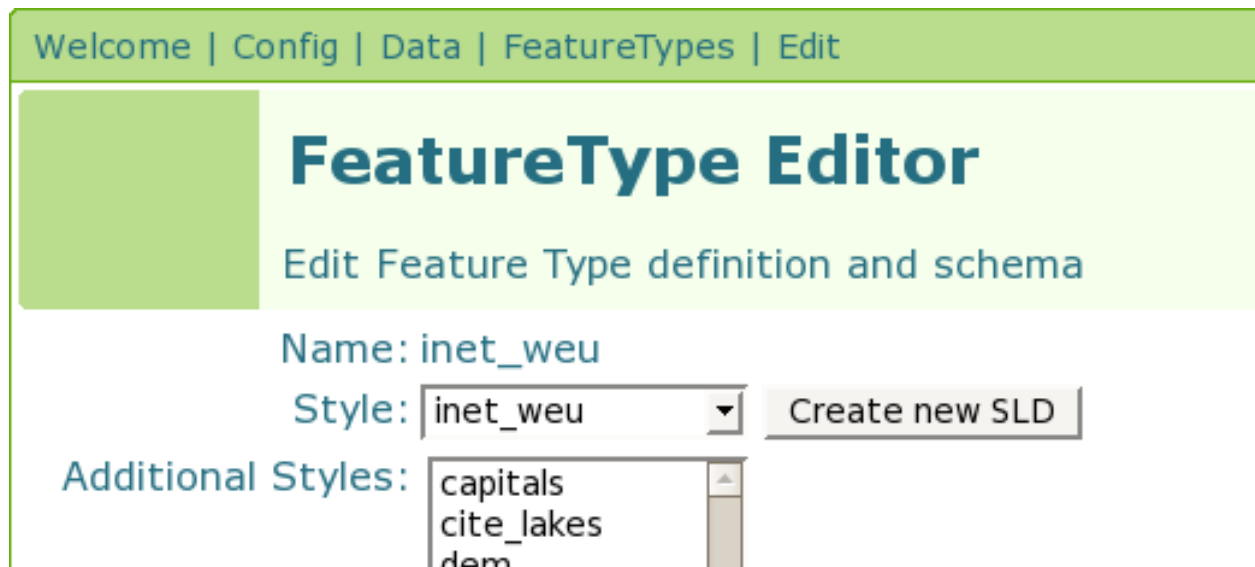 Welcome | Config | Data | FeatureTypes | Edit
FeatureType Editor
Edit Feature Type definition and schema
Name: inet_weu
Style: inet_weu Create new SLD
Additional Styles: capitals
cite_lakes
dem